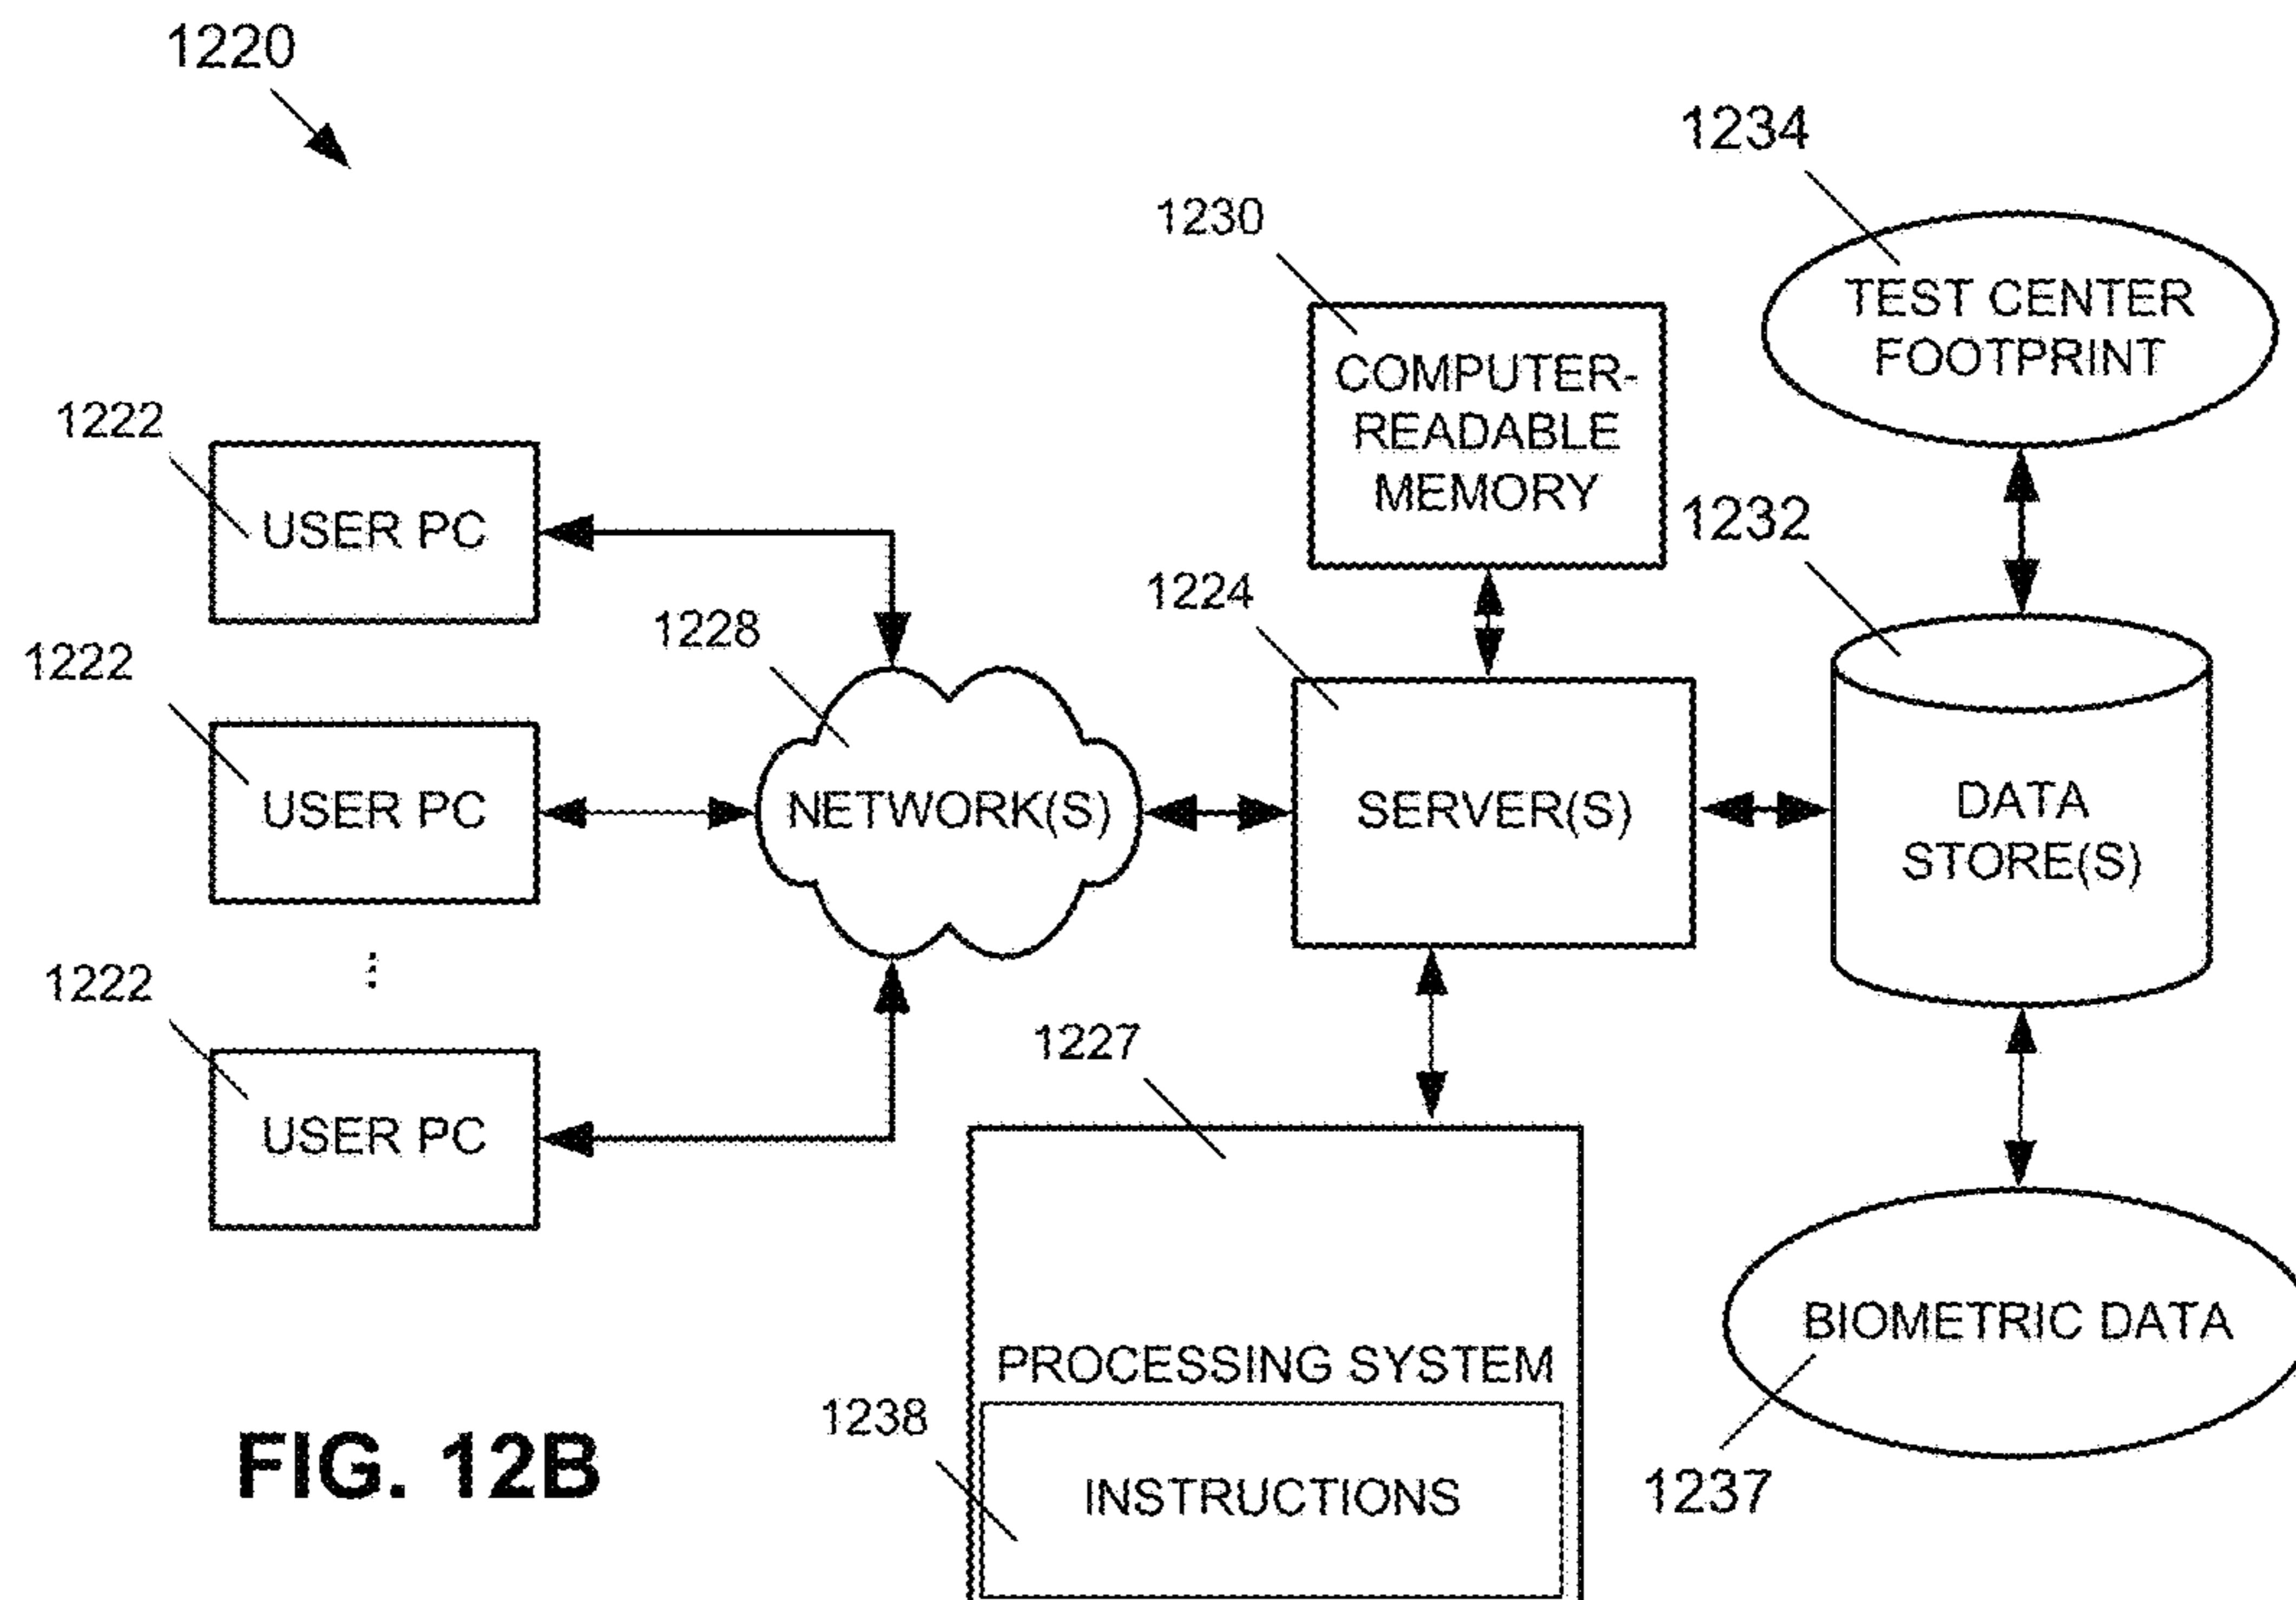 1220
1234
1230
TEST CENTER
FOOTPRINT
COMPUTER-
READABLE
MEMORY
1222
USER PC
1232
1224
1228
1222
USER PC
NETWORK(S)
SERVER(S)
DATA
STORE(S)
1222
USER PC
1227
PROCESSING SYSTEM
BIOMETRIC DATA
1238
INSTRUCTIONS
1237
FIG. 12B